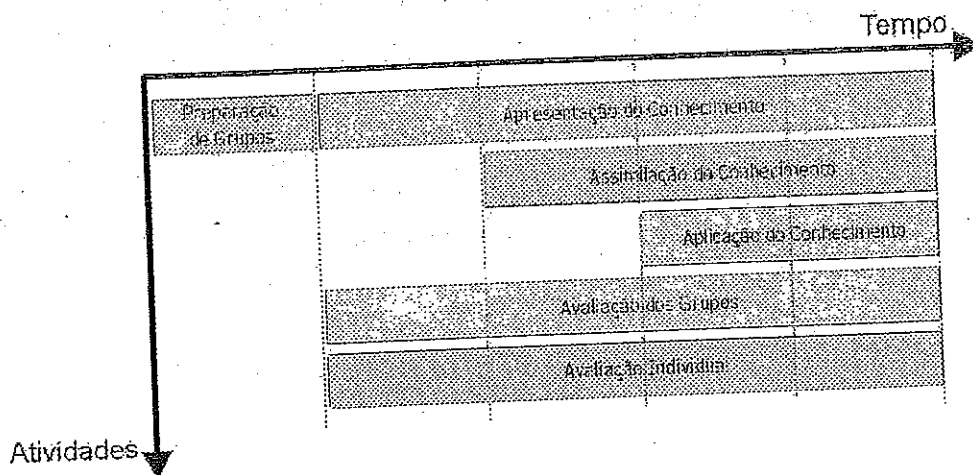 Tempo
Preparação
de Grupos
Apresentação do Conhecimento
Assimilação do Conhecimento
Aplicação do Conhecimento
Avaliação dos Grupos
Avaliação Individual
Atividades